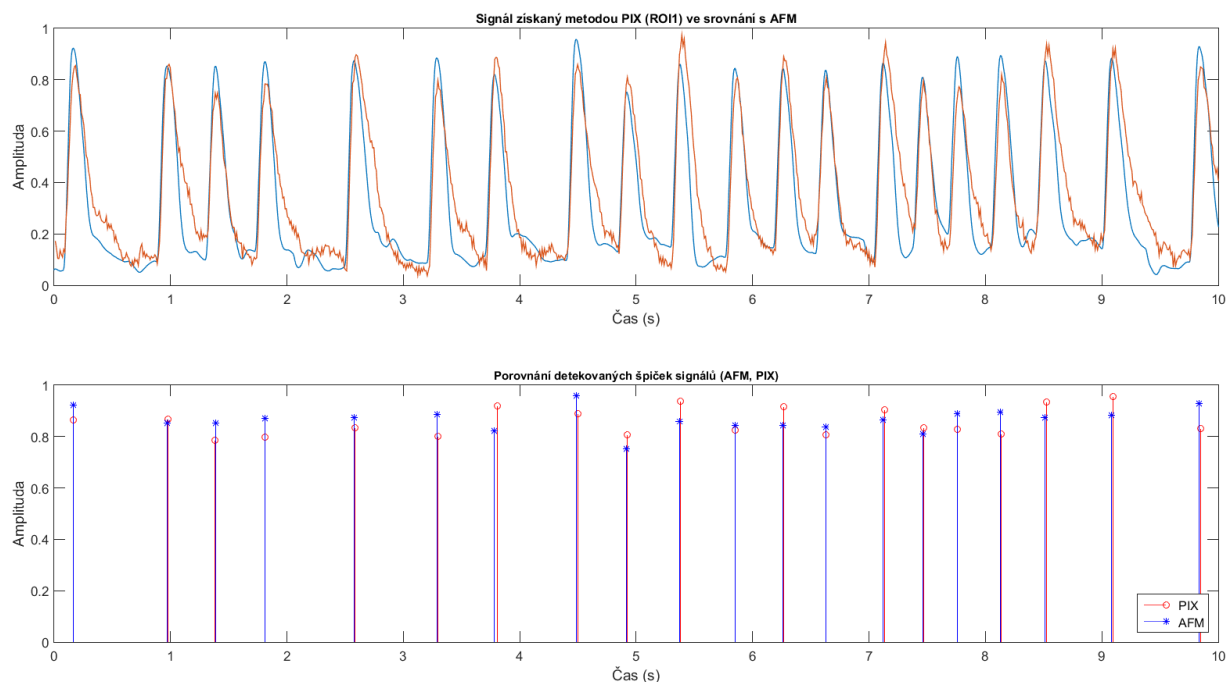 Signál získaný metodou PIX (ROI1) ve srovnání s AFM
1
0.8
0.6
0.4
0.2
0
Amplituda
0 1 2 3 4 5 6 7 8 9 10
Čas (s)
Porovnání detekovaných špiček signálů (AFM, PIX)
1
0.8
0.6
0.4
0.2
0
Amplituda
PIX
AFM
0 1 2 3 4 5 6 7 8 9 10
Čas (s)